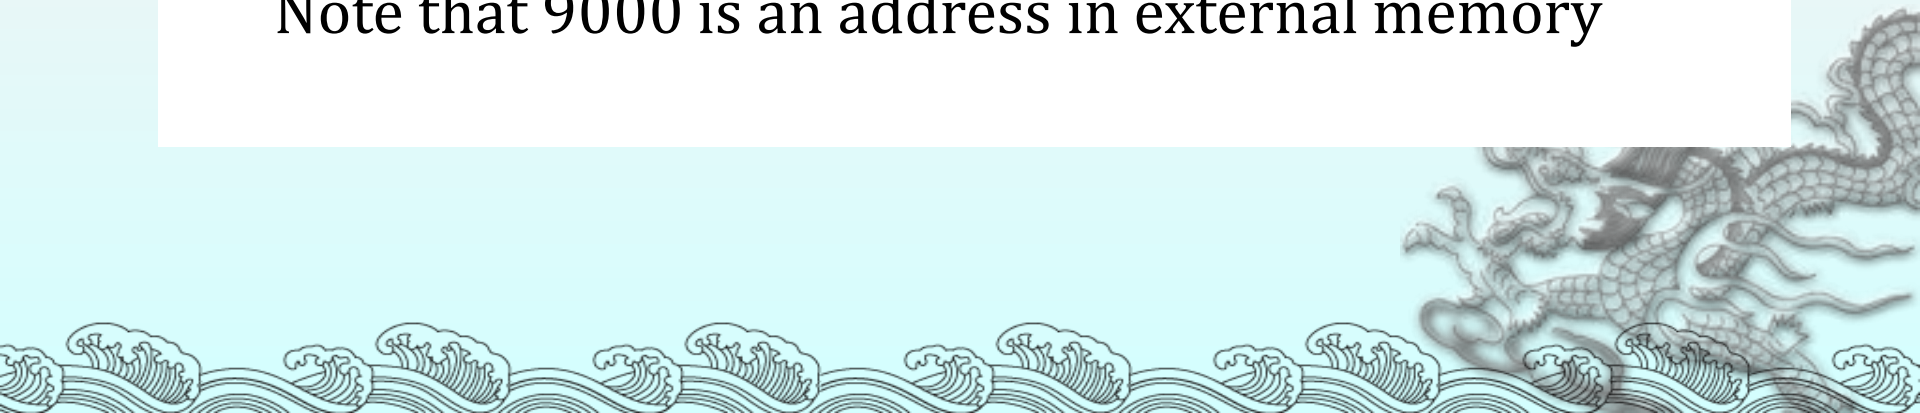 Note that 9000 is an address in external memory